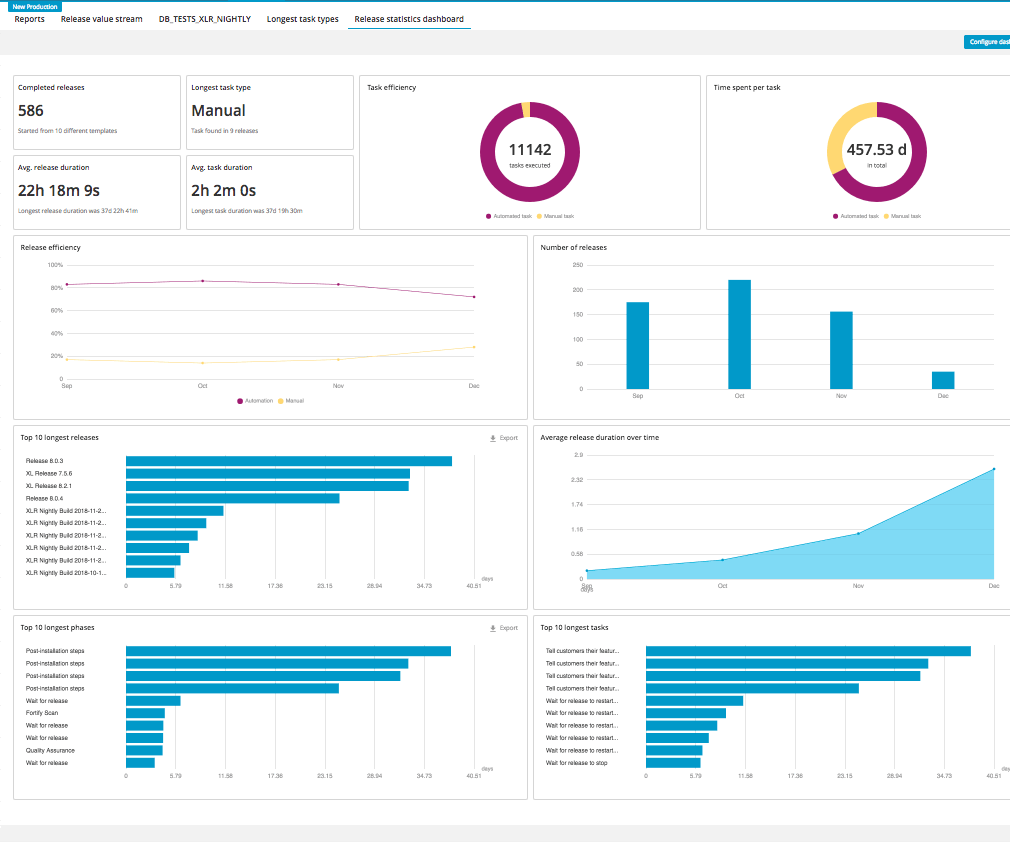 New Production
Reports Release value stream DB_TESTS_XLR_NIGHTLY Longest task types Release statistics dashboard
Configure das
Completed releases
586
Started from 10 different templates
Longest task type
Manual
Task found in 9 releases
Avg. release duration
22h 18m 9s
Longest release duration was 37d 22h 41m
Avg. task duration
2h 2m 0s
Longest task duration was 37d 19h 30m
Task efficiency
11142
tasks executed
Automated task Manual task
Time spent per task
457.53 d
in total
Automated task Manual task
Release efficiency
100%
80%
60%
40%
20%
0
Sep Oct Nov Dec
Automation Manual
Number of releases
250
200
150
100
50
0
Sep Oct Nov Dec
Top 10 longest releases
Export
Release 8.0.3
XL Release 7.5.6
XL Release 8.2.1
Release 8.0.4
XLR Nightly Build 2018-11-2...
XLR Nightly Build 2018-11-2...
XLR Nightly Build 2018-11-2...
XLR Nightly Build 2018-11-2...
XLR Nightly Build 2018-11-2...
XLR Nightly Build 2018-10-1...
days
0 5.79 11.58 17.36 23.15 28.94 34.73 40.51
Average release duration over time
2.9
2.32
1.74
1.16
0.58
0
Sep Oct Nov Dec
days
Top 10 longest phases
Export
Post-installation steps
Post-installation steps
Post-installation steps
Post-installation steps
Wait for release
Fortify Scan
Wait for release
Wait for release
Quality Assurance
Wait for release
days
0 5.79 11.58 17.36 23.15 28.94 34.73 40.51
Top 10 longest tasks
Tell customers their featur...
Tell customers their featur...
Tell customers their featur...
Tell customers their featur...
Wait for release to restart...
Wait for release to restart...
Wait for release to restart...
Wait for release to restart...
Wait for release to restart...
Wait for release to stop
day
0 5.79 11.58 17.36 23.15 28.94 34.73 40.51